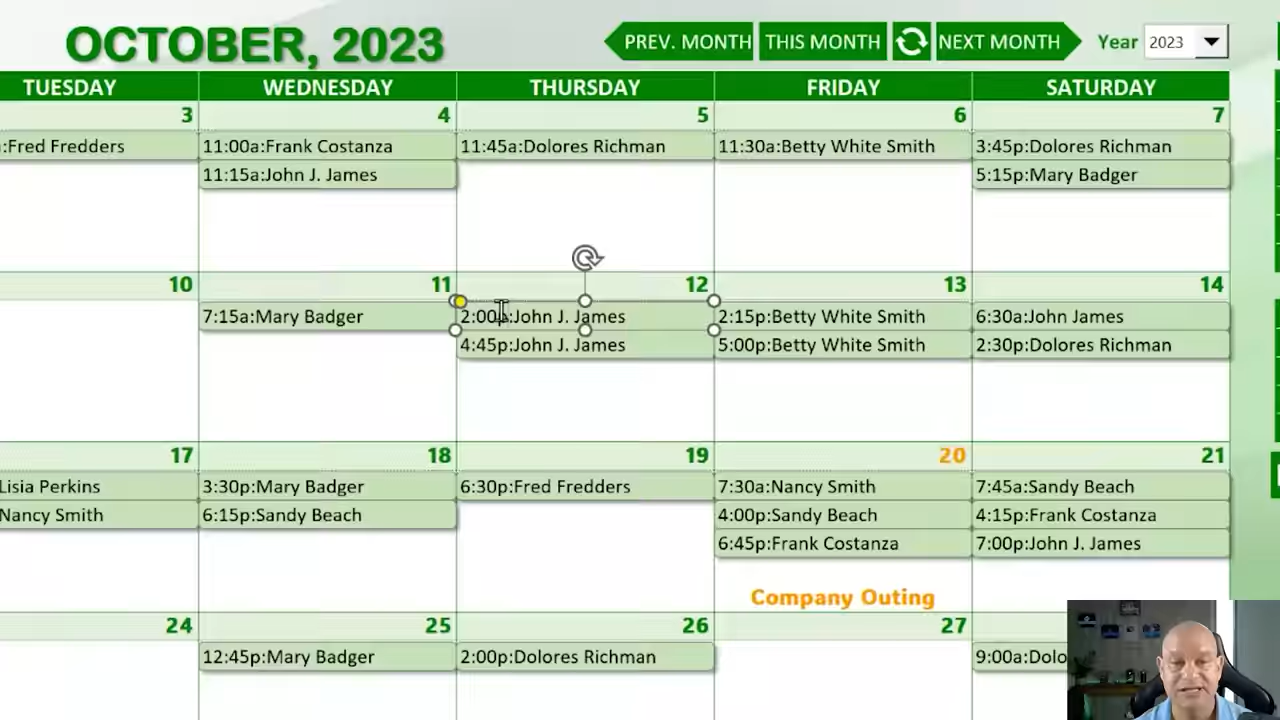 OCTOBER, 2023
PREV. MONTH THIS MONTH NEXT MONTH Year 2023
TUESDAY WEDNESDAY THURSDAY FRIDAY SATURDAY
3 4 5 6 7
:Fred Fredders 11:00a:Frank Costanza 11:45a:Dolores Richman 11:30a:Betty White Smith 3:45p:Dolores Richman
11:15a:John J. James 5:15p:Mary Badger
10 11 12 13 14
7:15a:Mary Badger 2:00p:John J. James 2:15p:Betty White Smith 6:30a:John James
4:45p:John J. James 5:00p:Betty White Smith 2:30p:Dolores Richman
17 18 19 20 21
Lisia Perkins 3:30p:Mary Badger 6:30p:Fred Fredders 7:30a:Nancy Smith 7:45a:Sandy Beach
Nancy Smith 6:15p:Sandy Beach 4:00p:Sandy Beach 4:15p:Frank Costanza
6:45p:Frank Costanza 7:00p:John J. James
Company Outing
24 25 26 27
12:45p:Mary Badger 2:00p:Dolores Richman 9:00a:Dolo